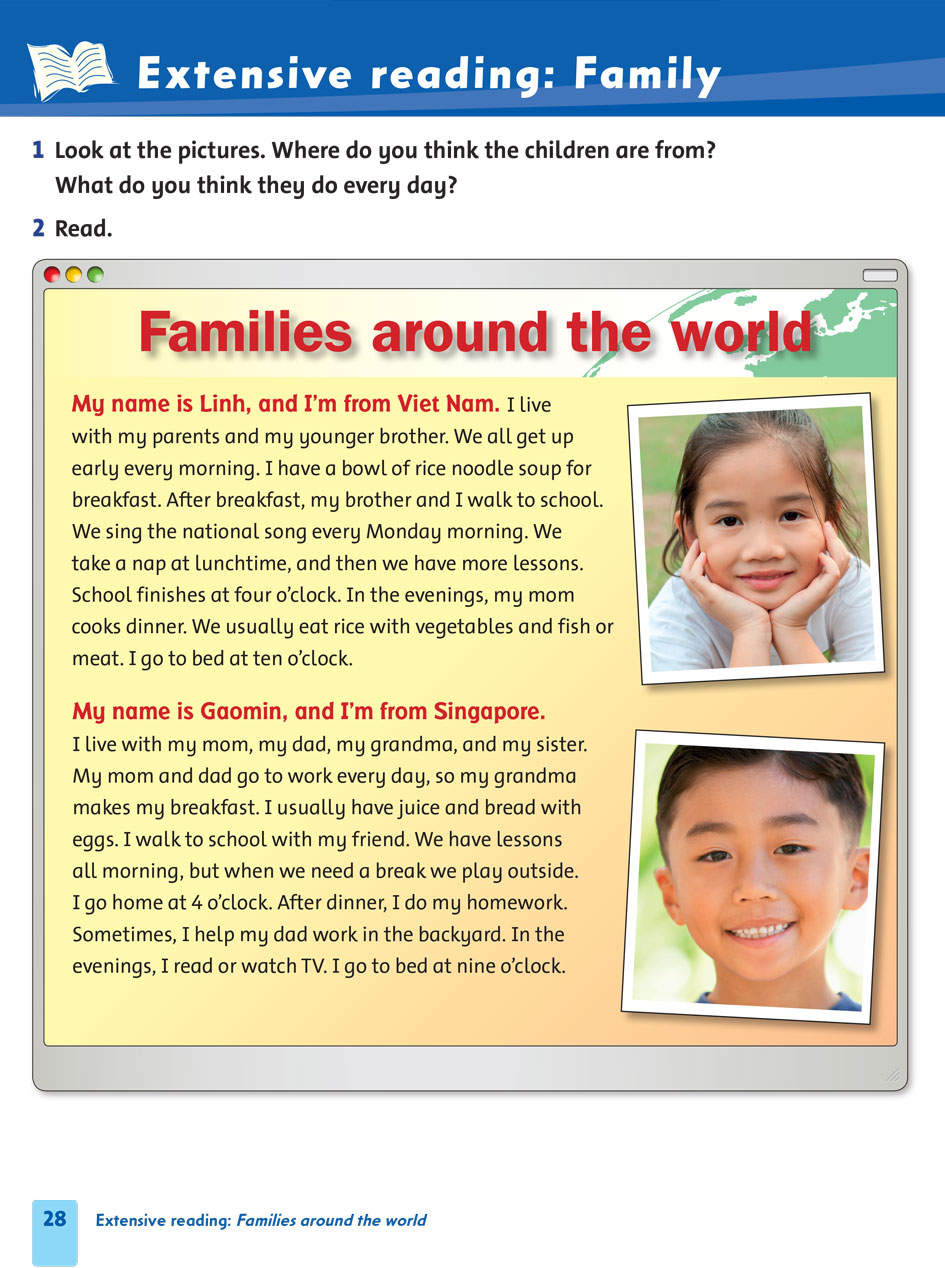 Extensive reading: Family
1 Look at the pictures. Where do you think the children are from?
What do you think they do every day?
2 Read.
Families around the world
My name is Linh, and I'm from Viet Nam. I live
with my parents and my younger brother. We all get up
early every morning. I have a bowl of rice noodle soup for
breakfast. After breakfast, my brother and I walk to school.
We sing the national song every Monday morning. We
take a nap at lunchtime, and then we have more lessons.
School finishes at four o'clock. In the evenings, my mom
cooks dinner. We usually eat rice with vegetables and fish or
meat. I go to bed at ten o'clock.
My name is Gaomin, and I'm from Singapore.
I live with my mom, my dad, my grandma, and my sister.
My mom and dad go to work every day, so my grandma
makes my breakfast. I usually have juice and bread with
eggs. I walk to school with my friend. We have lessons
all morning, but when we need a break we play outside.
I go home at 4 o'clock. After dinner, I do my homework.
Sometimes, I help my dad work in the backyard. In the
evenings, I read or watch TV. I go to bed at nine o'clock.
28 Extensive reading: Families around the world